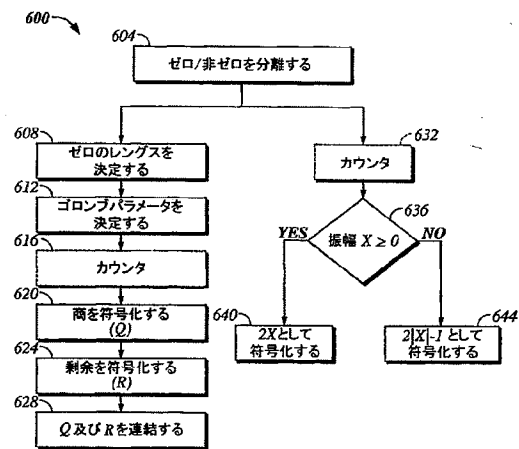 600
604
ゼロ/非ゼロを分離する
608
ゼロのレングスを
決定する
612
ゴロンブパラメータを
決定する
616
カウンタ
620
商を符号化する
(Q)
624
剰余を符号化する
(R)
628
Q及びRを連結する
632
カウンタ
636
振幅 X ≥ 0
YES
NO
640
2Xとして
符号化する
644
2|X|-1 として
符号化する